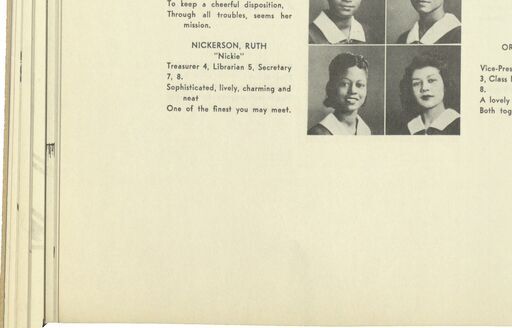 To keep a cheerful disposition,
Through all troubles, seems her
mission.
NICKERSON, RUTH
"Nickie"
Treasurer 4, Librarian 5, Secretary
7, 8.
Sophisticated, lively, charming and
neat
One of the finest you may meet.
OR
Vice-Pres
3, Class
8.
A lovely
Both tog